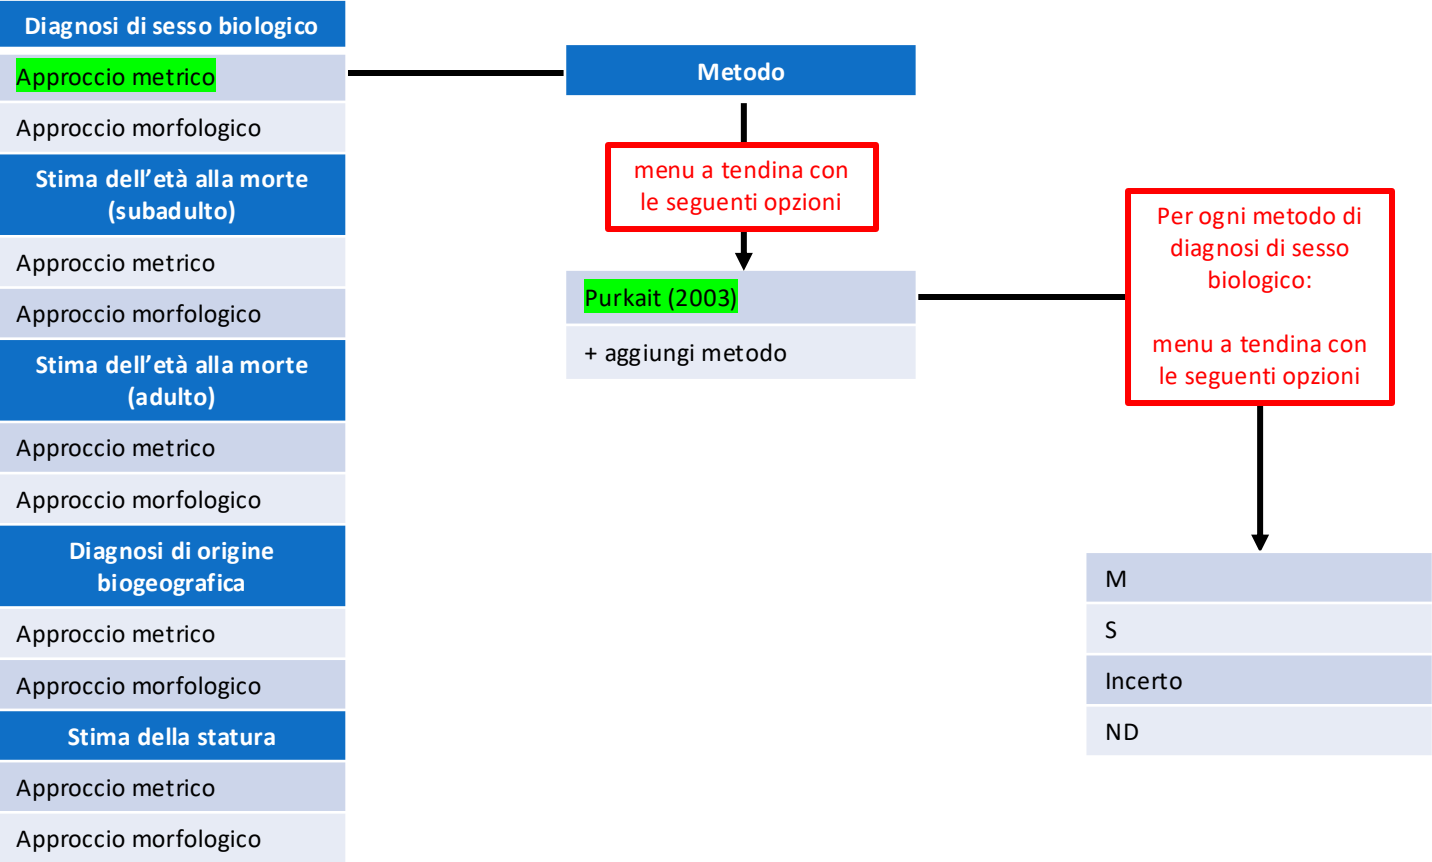 Diagnosi di sesso biologico
Approccio metrico
Approccio morfologico
Stima dell’età alla morte
(subadulto)
Approccio metrico
Approccio morfologico
Stima dell’età alla morte
(adulto)
Approccio metrico
Approccio morfologico
Diagnosi di origine
biogeografica
Approccio metrico
Approccio morfologico
Stima della statura
Approccio metrico
Approccio morfologico
Metodo
menu a tendina con
le seguenti opzioni
Purkait (2003)
+ aggiungi metodo
Per ogni metodo di
diagnosi di sesso
biologico:
menu a tendina con
le seguenti opzioni
M
S
Incerto
ND